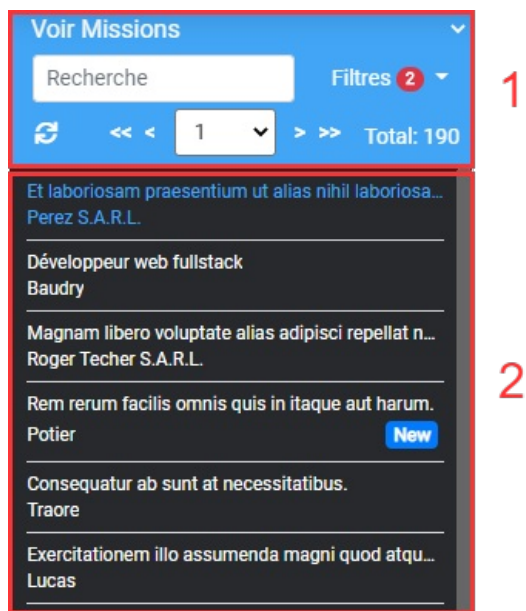 Voir Missions
Recherche
Filtres 2
1
<< < 1 > >> Total: 190
Et laboriosam praesentium ut alias nihil laboriosa...
Perez S.A.R.L.
Développeur web fullstack
Baudry
Magnam libero voluptate alias adipisci repellat n...
Roger Techer S.A.R.L.
2
Rem rerum facilis omnis quis in itaque aut harum.
Potier New
Consequatur ab sunt at necessitatibus.
Traore
Exercitationem illo assumenda magni quod atqu...
Lucas